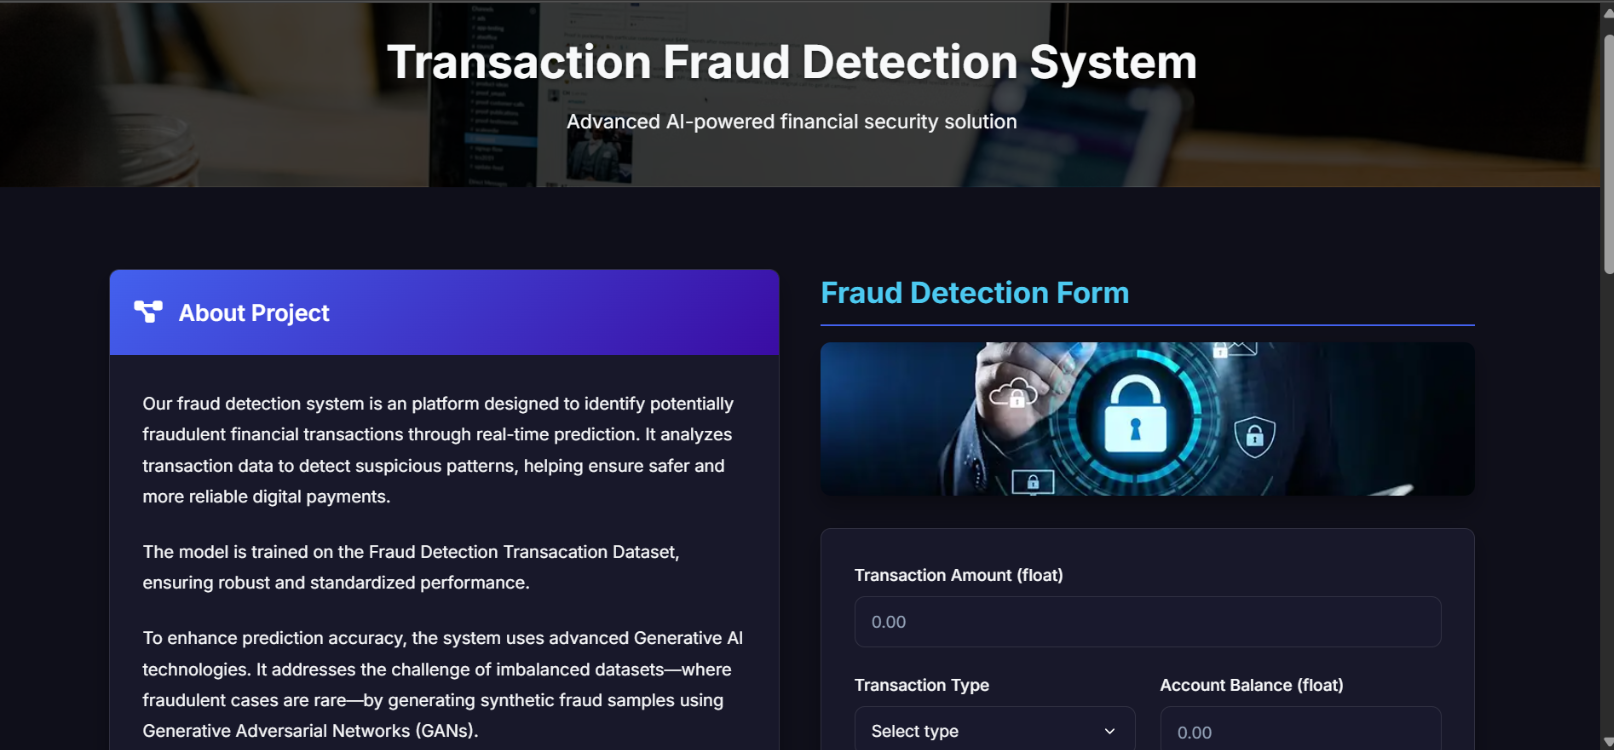 Transaction Fraud Detection System
Advanced AI-powered financial security solution
About Project
Our fraud detection system is an platform designed to identify potentially
fraudulent financial transactions through real-time prediction. It analyzes
transaction data to detect suspicious patterns, helping ensure safer and
more reliable digital payments.
The model is trained on the Fraud Detection Transacation Dataset,
ensuring robust and standardized performance.
To enhance prediction accuracy, the system uses advanced Generative AI
technologies. It addresses the challenge of imbalanced datasets—where
fraudulent cases are rare—by generating synthetic fraud samples using
Generative Adversarial Networks (GANs).
Fraud Detection Form
Transaction Amount (float)
0.00
Transaction Type
Account Balance (float)
Select type
0.00